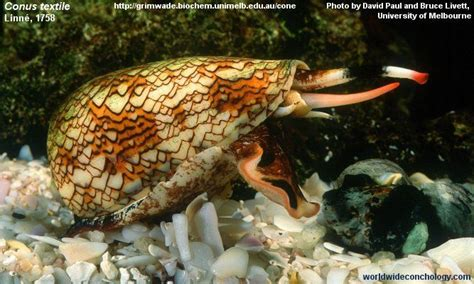 Conus textile
Linné, 1758
http://grimwade.biochem.unimelb.edu.au/cone
Photo by David Paul and Bruce Livett,
University of Melbourne
worldwideconchology.com